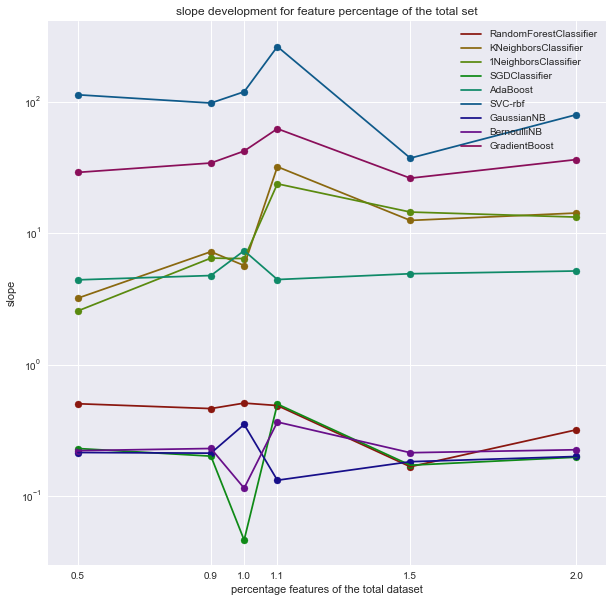 slope development for feature percentage of the total set
RandomForestClassifier
KNeighborsClassifier
1NeighborsClassifier
SGDClassifier
AdaBoost
SVC-rbf
GaussianNB
BernoulliNB
GradientBoost
10²
10¹
10⁰
10⁻¹
slope
0.5 0.9 1.0 1.1 1.5 2.0
percentage features of the total dataset